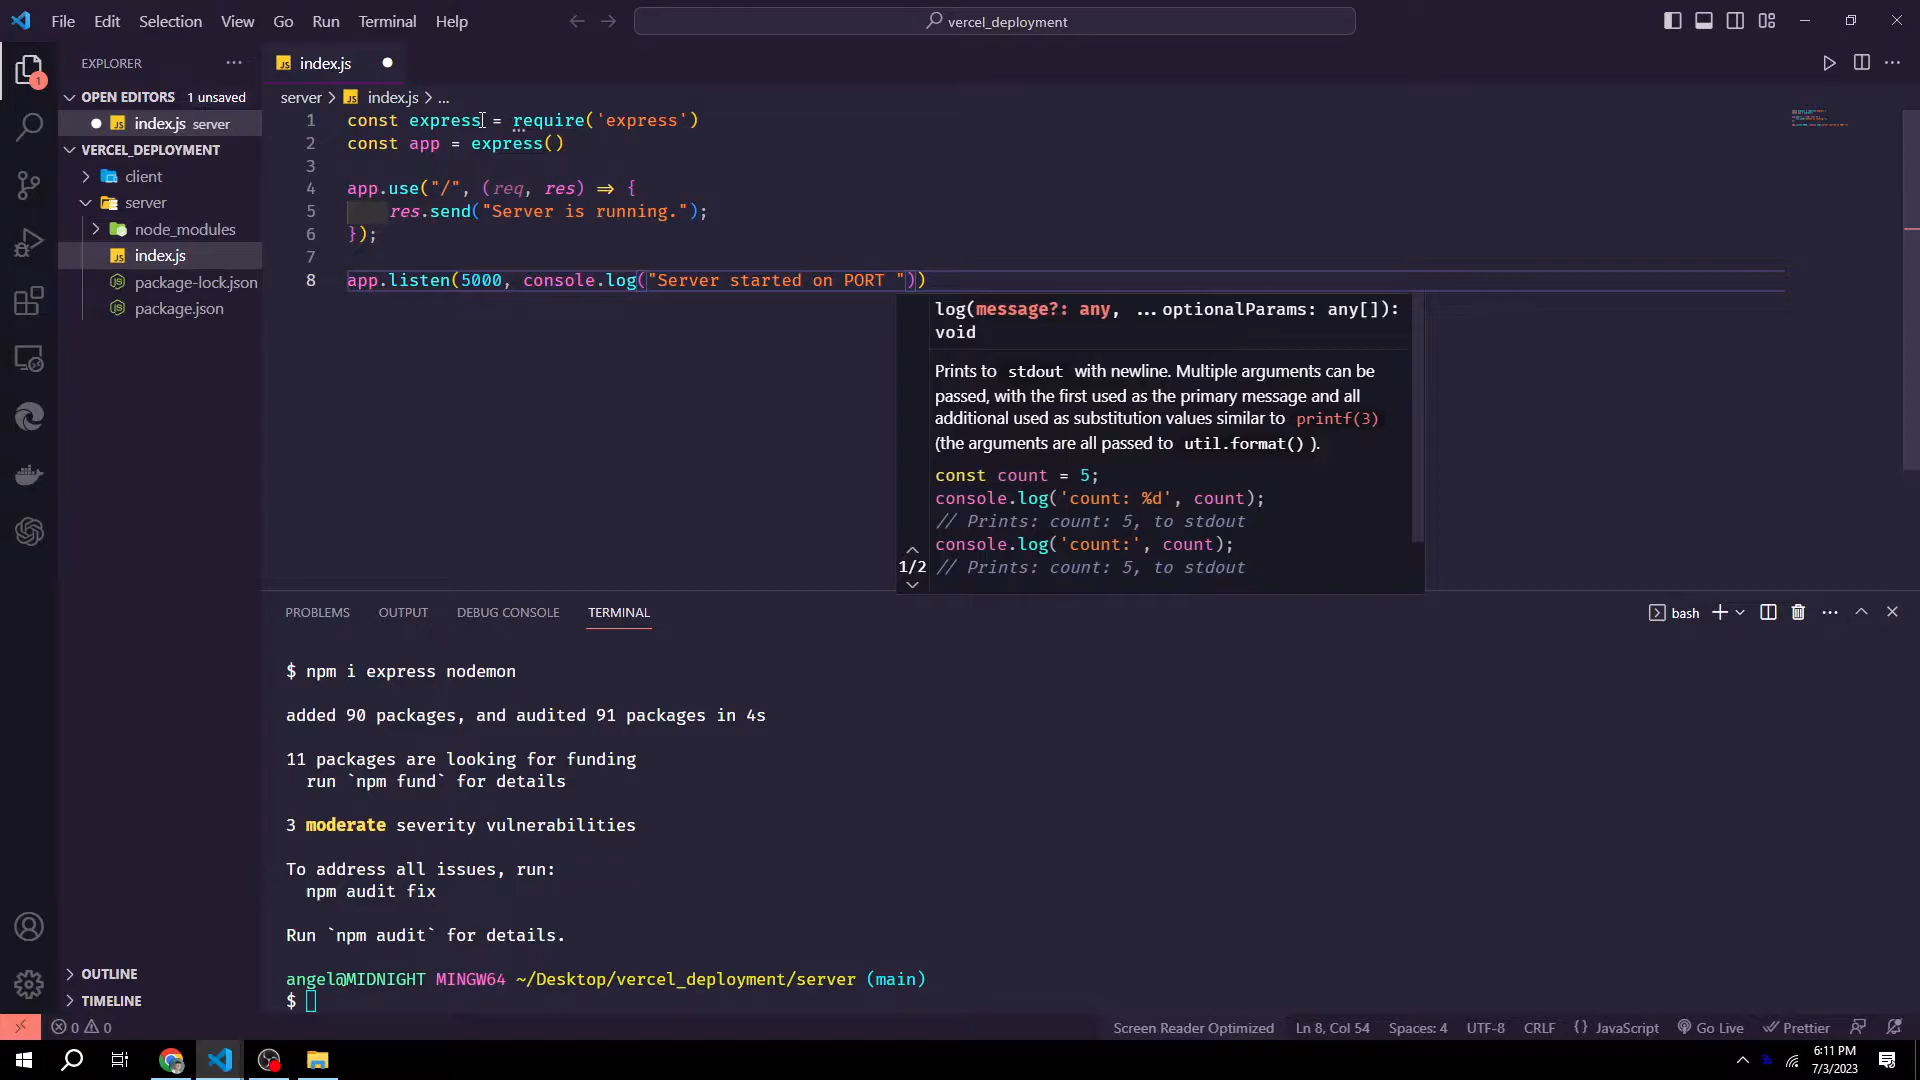 File Edit Selection View Go Run Terminal Help
vercel_deployment
EXPLORER
1
OPEN EDITORS 1 unsaved
JS index.js server
VERCEL_DEPLOYMENT
client
server
node_modules
JS index.js
package-lock.json
package.json
OUTLINE
TIMELINE
JS index.js
server > JS index.js > ...
1 const express = require('express')
2 const app = express()
3
4 app.use("/", (req, res) => {
5 res.send("Server is running.");
6 });
7
8 app.listen(5000, console.log("Server started on PORT "))
log(message?: any, ...optionalParams: any[]):
void
Prints to stdout with newline. Multiple arguments can be
passed, with the first used as the primary message and all
additional used as substitution values similar to printf(3)
(the arguments are all passed to util.format() ).
const count = 5;
console.log('count: %d', count);
// Prints: count: 5, to stdout
console.log('count:', count);
1/2
// Prints: count: 5, to stdout
PROBLEMS OUTPUT DEBUG CONSOLE TERMINAL
bash
$ npm i express nodemon
added 90 packages, and audited 91 packages in 4s
11 packages are looking for funding
run `npm fund` for details
3 moderate severity vulnerabilities
To address all issues, run:
npm audit fix
Run `npm audit` for details.
angel@MIDNIGHT MINGW64 ~/Desktop/vercel_deployment/server (main)
$
0 0
Screen Reader Optimized Ln 8, Col 54 Spaces: 4 UTF-8 CRLF {} JavaScript Go Live Prettier
6:11 PM
7/3/2023